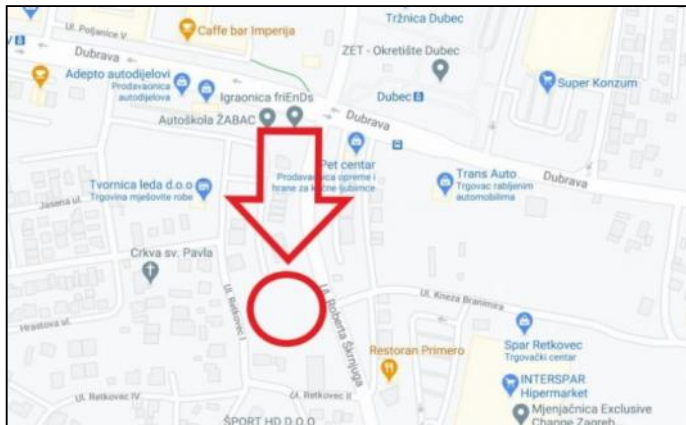 Ul. Poljanice V
Caffe bar Imperija
Tržnica Dubec
Dubrava
ZET - Okretište Dubec
Adepto autodijelovi
Prodavaonica
autodijelova
Super Konzum
Igraonica friEnDs
Dubec
Autoškola ŽABAC
Dubrava
Pet centar
Prodavaonica opreme i
hrane za kućne ljubimce
Trans Auto
Trgovac rabljenim
automobilima
Dubrava
Tvornica leda d.o.o
Trgovina mješovite robe
Jasena ul.
Crkva sv. Pavla
Ul. Retkovec I
Ul. Roberta Škrnjuga
Ul. Kneza Branimira
Hrastova ul.
Restoran Primero
Spar Retkovec
Trgovački centar
INTERSPAR
Hipermarket
Ul. Retkovec IV
Ul. Retkovec II
Mjenjačnica Exclusive
Change Zagreb...
ŠPORT HD D.O.O